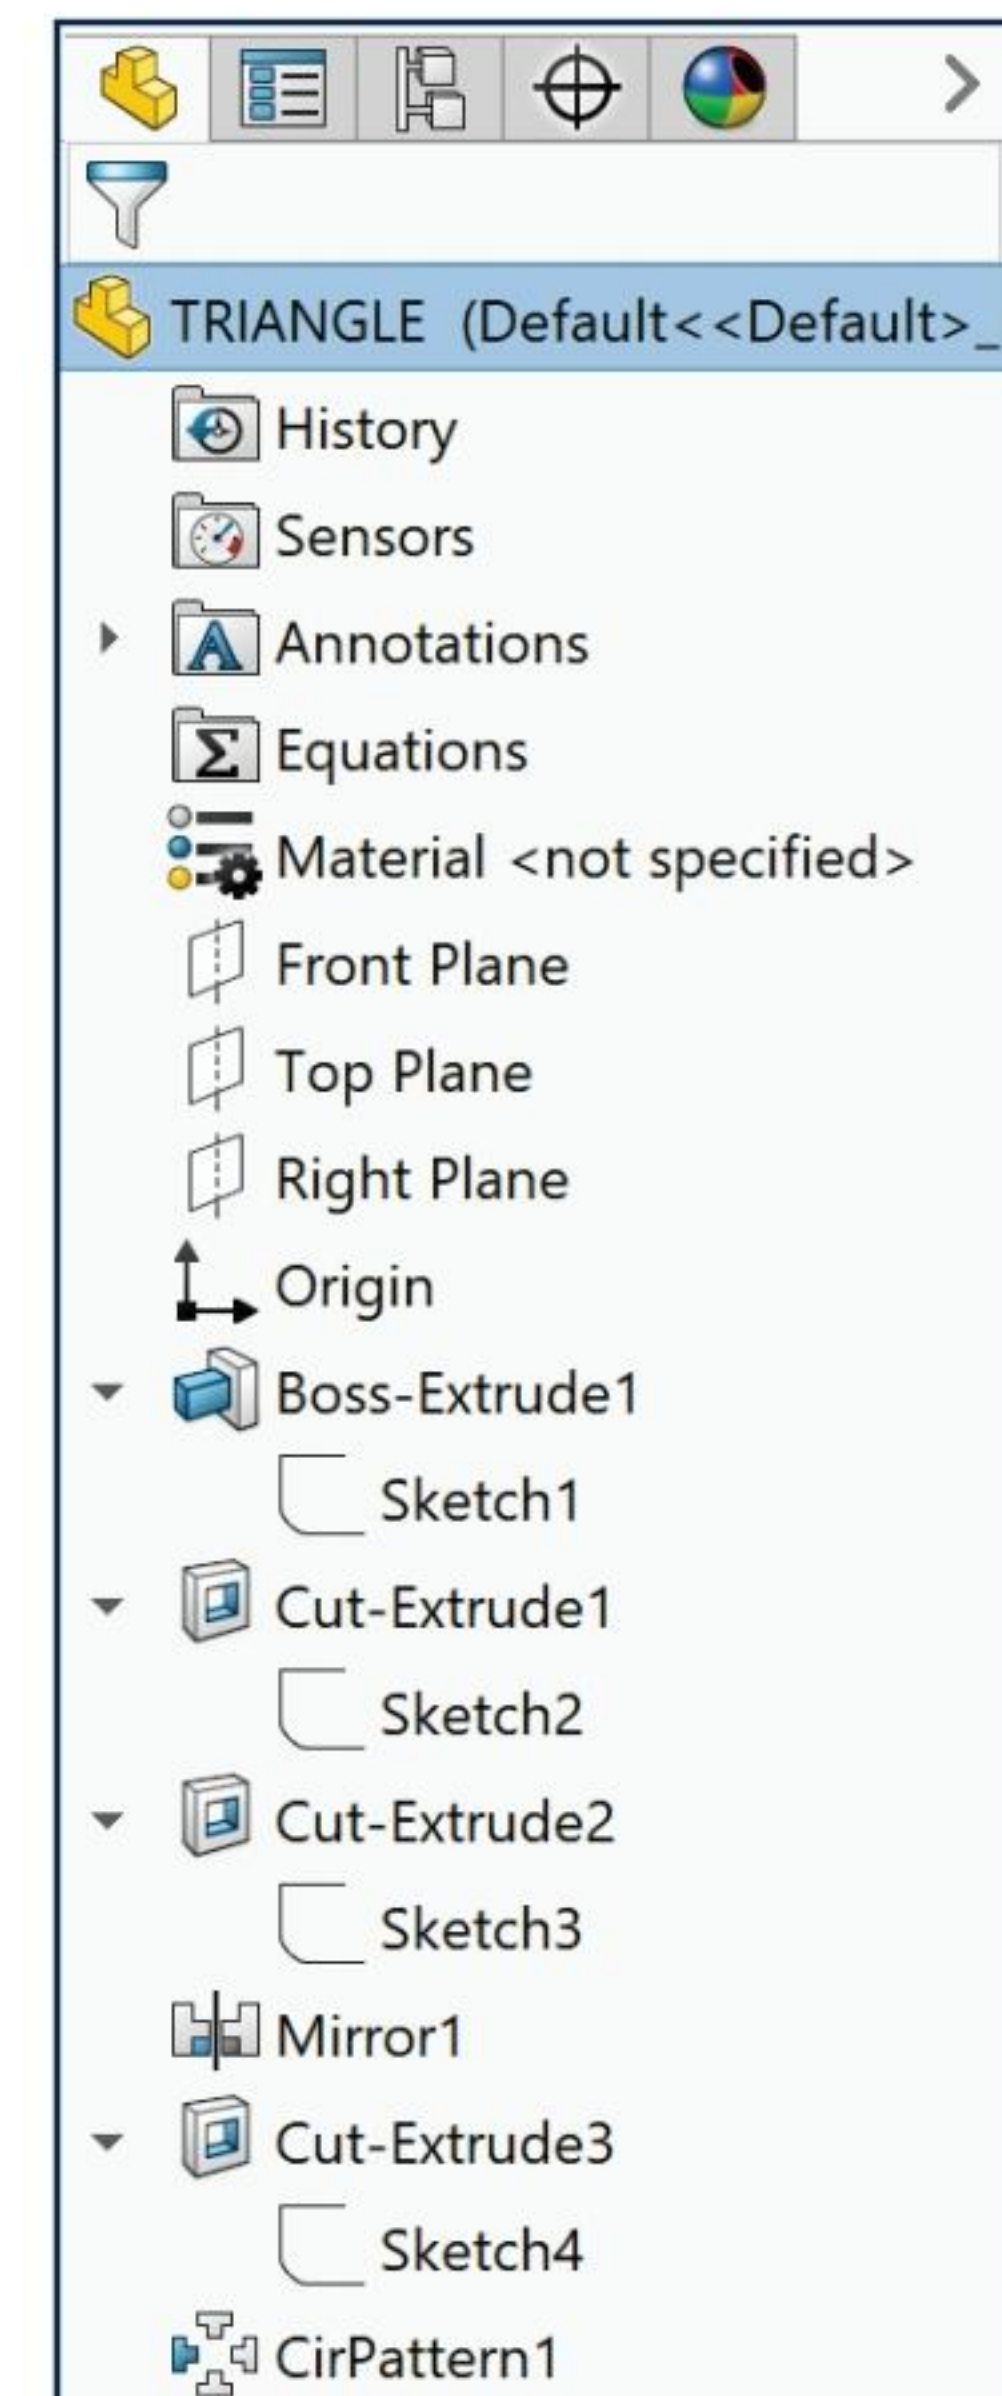 TRIANGLE (Default<<Default>_
History
Sensors
Annotations
Equations
Material <not specified>
Front Plane
Top Plane
Right Plane
Origin
Boss-Extrude1
Sketch1
Cut-Extrude1
Sketch2
Cut-Extrude2
Sketch3
Mirror1
Cut-Extrude3
Sketch4
CirPattern1